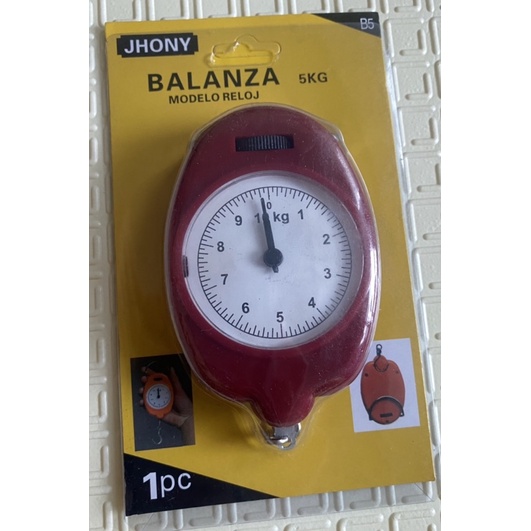 JHONY
B5
BALANZA 5KG
MODELO RELOJ
0
10 kg
1
2
3
4
5
6
7
8
9
1pc